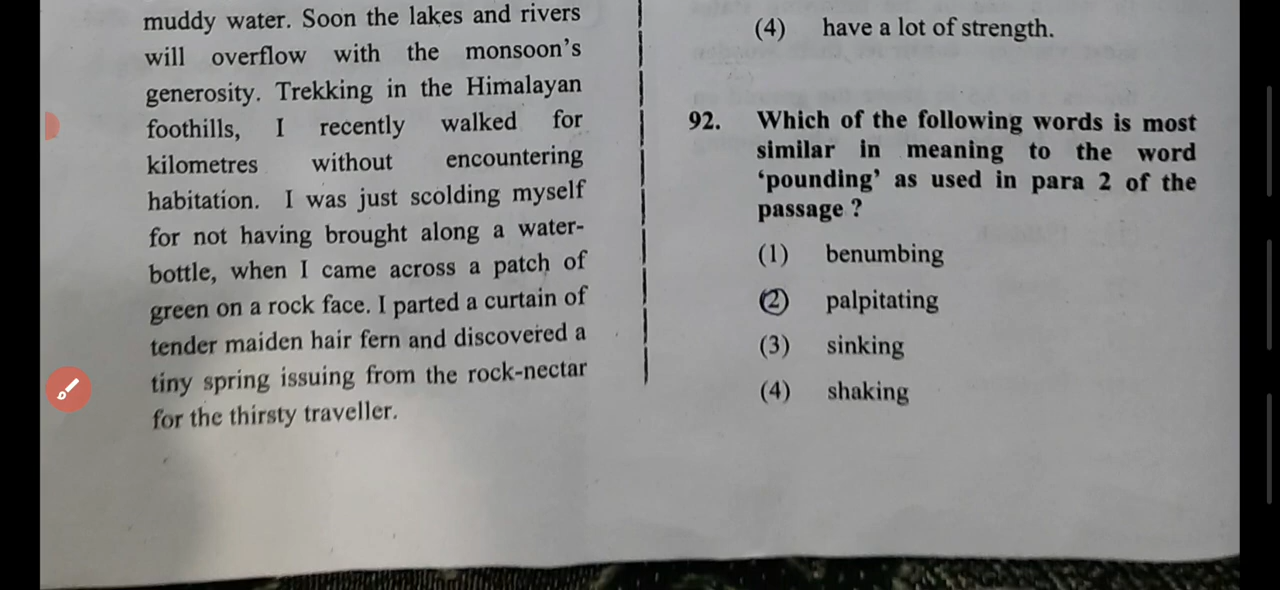 muddy water. Soon the lakes and rivers
will overflow with the monsoon's
generosity. Trekking in the Himalayan
foothills, I recently walked for
kilometres without encountering
habitation. I was just scolding myself
for not having brought along a water-
bottle, when I came across a patch of
green on a rock face. I parted a curtain of
tender maiden hair fern and discovered a
tiny spring issuing from the rock-nectar
for the thirsty traveller.
(4) have a lot of strength.
92. Which of the following words is most
similar in meaning to the word
'pounding' as used in para 2 of the
passage ?
(1) benumbing
(2) palpitating
(3) sinking
(4) shaking